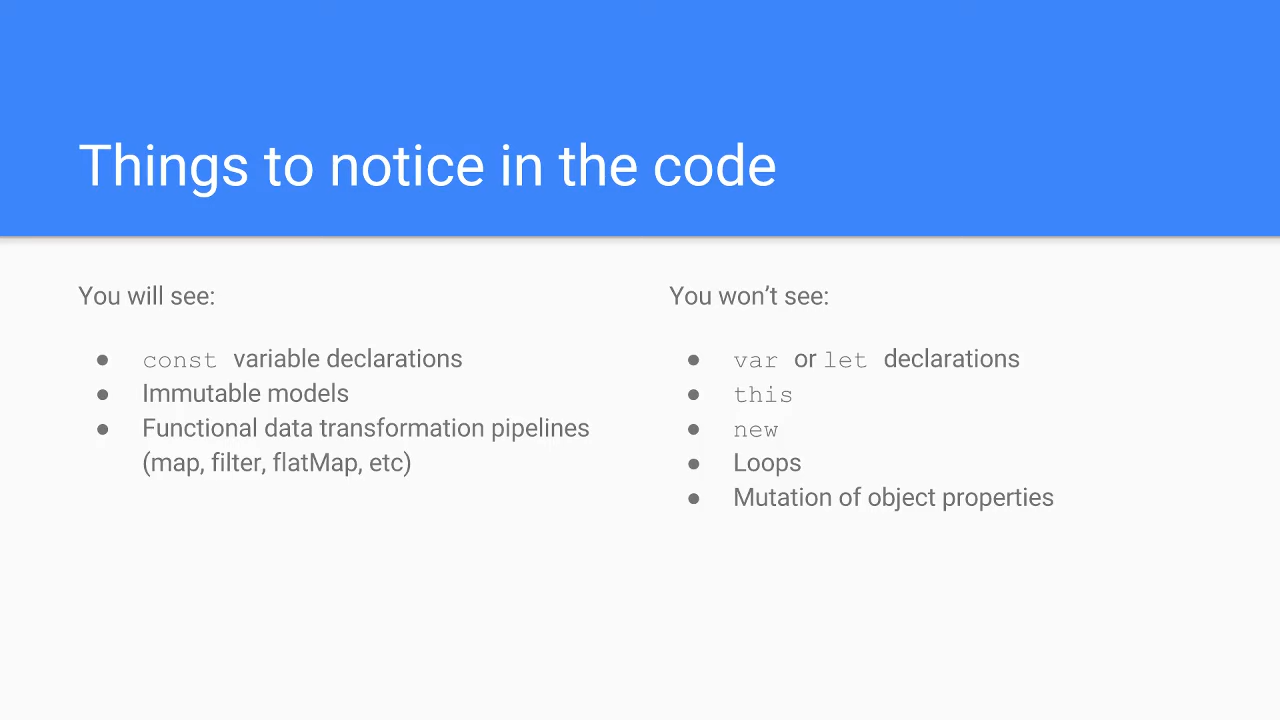 Things to notice in the code
You will see:
● const variable declarations
● Immutable models
● Functional data transformation pipelines
(map, filter, flatMap, etc)
You won’t see:
● var or let declarations
● this
● new
● Loops
● Mutation of object properties